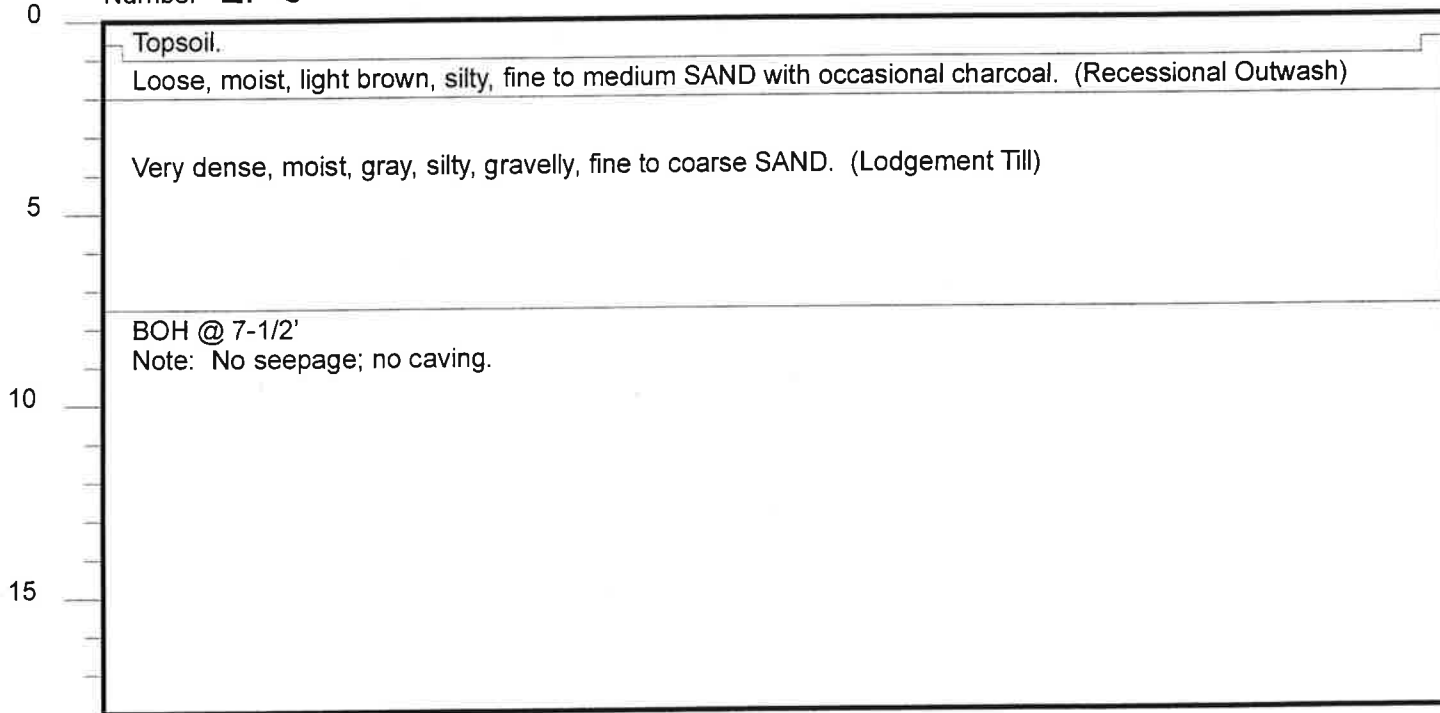 Number
0
Topsoil.
Loose, moist, light brown, silty, fine to medium SAND with occasional charcoal. (Recessional Outwash)
Very dense, moist, gray, silty, gravelly, fine to coarse SAND. (Lodgement Till)
5
BOH @ 7-1/2'
Note: No seepage; no caving.
10
15